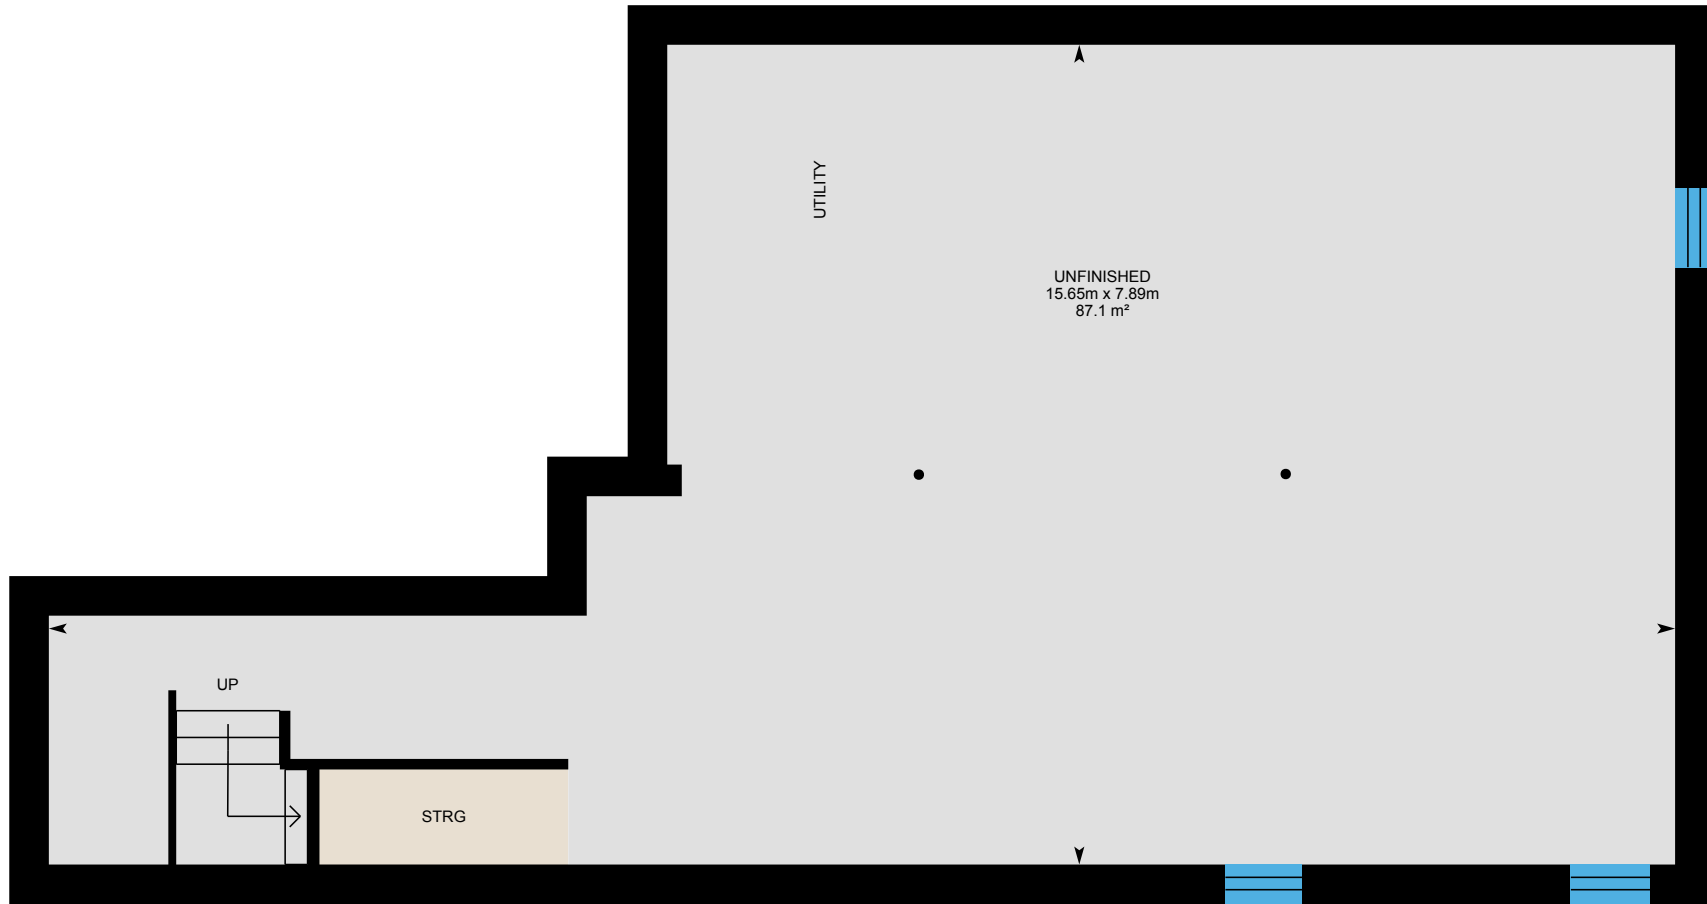 UTILITY
UNFINISHED
15.65m x 7.89m
87.1 m²
UP
STRG